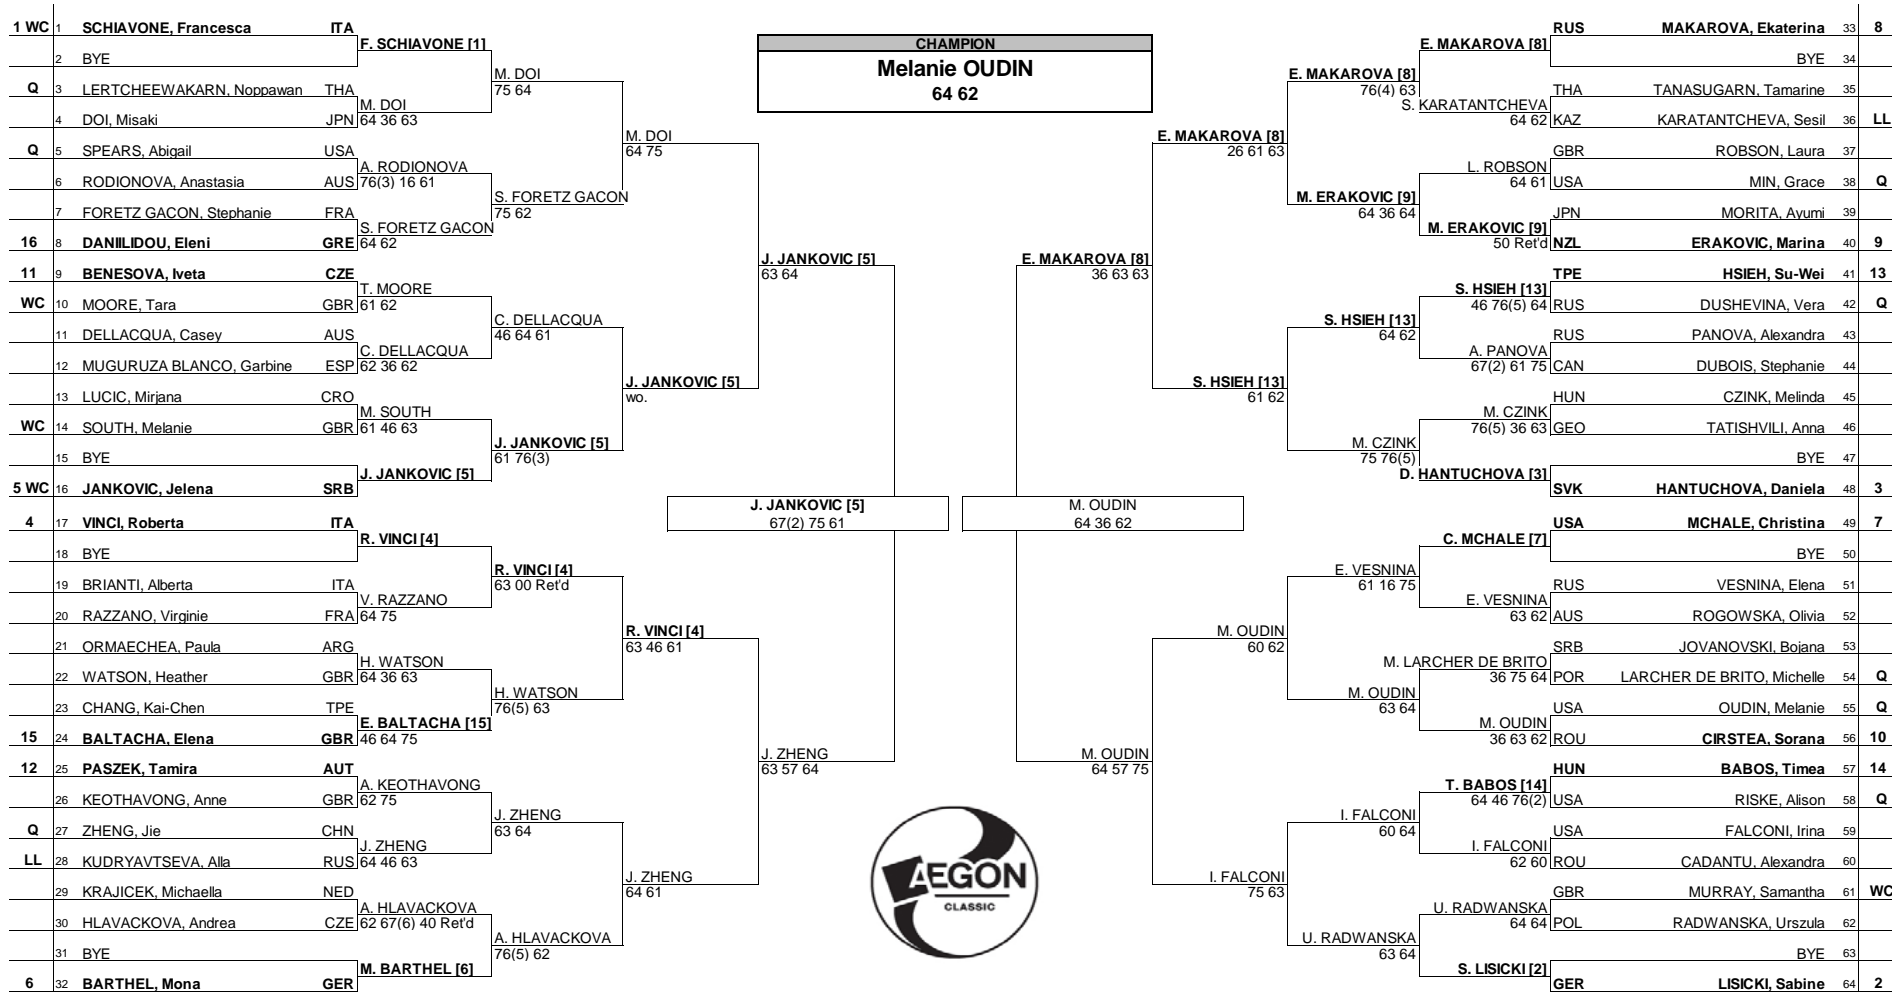 1 WC 1 SCHIAVONE, Francesca ITA
2 BYE
Q 3 LERTCHEEWAKARN, Noppawan THA
4 DOI, Misaki JPN
Q 5 SPEARS, Abigail USA
6 RODIONOVA, Anastasia AUS
7 FORETZ GACON, Stephanie FRA
16 8 DANIILIDOU, Eleni GRE
11 9 BENESOVA, Iveta CZE
WC 10 MOORE, Tara GBR
11 DELLACQUA, Casey AUS
12 MUGURUZA BLANCO, Garbine ESP
13 LUCIC, Mirjana CRO
WC 14 SOUTH, Melanie GBR
15 BYE
5 WC 16 JANKOVIC, Jelena SRB
4 17 VINCI, Roberta ITA
18 BYE
19 BRIANTI, Alberta ITA
20 RAZZANO, Virginie FRA
21 ORMAECHEA, Paula ARG
22 WATSON, Heather GBR
23 CHANG, Kai-Chen TPE
15 24 BALTACHA, Elena GBR
12 25 PASZEK, Tamira AUT
26 KEOTHAVONG, Anne GBR
Q 27 ZHENG, Jie CHN
LL 28 KUDRYAVTSEVA, Alla RUS
29 KRAJICEK, Michaella NED
30 HLAVACKOVA, Andrea CZE
31 BYE
6 32 BARTHEL, Mona GER
F. SCHIAVONE [1]
M. DOI
64 36 63
A. RODIONOVA
76(3) 16 61
S. FORETZ GACON
64 62
T. MOORE
61 62
C. DELLACQUA
62 36 62
M. SOUTH
61 46 63
J. JANKOVIC [5]
R. VINCI [4]
V. RAZZANO
64 75
H. WATSON
64 36 63
E. BALTACHA [15]
46 64 75
A. KEOTHAVONG
62 75
J. ZHENG
64 46 63
A. HLAVACKOVA
62 67(6) 40 Ret'd
M. BARTHEL [6]
M. DOI
75 64
S. FORETZ GACON
75 62
C. DELLACQUA
46 64 61
J. JANKOVIC [5]
61 76(3)
R. VINCI [4]
63 00 Ret'd
H. WATSON
76(5) 63
J. ZHENG
63 64
A. HLAVACKOVA
76(5) 62
M. DOI
64 75
J. JANKOVIC [5]
wo.
R. VINCI [4]
63 46 61
J. ZHENG
64 61
J. JANKOVIC [5]
63 64
J. ZHENG
63 57 64
J. JANKOVIC [5]
67(2) 75 61
CHAMPION
Melanie OUDIN
64 62
M. OUDIN
64 36 62
AEGON
CLASSIC
E. MAKAROVA [8]
36 63 63
M. OUDIN
64 57 75
E. MAKAROVA [8]
26 61 63
S. HSIEH [13]
61 62
M. OUDIN
60 62
I. FALCONI
75 63
E. MAKAROVA [8]
76(4) 63
M. ERAKOVIC [9]
64 36 64
S. HSIEH [13]
64 62
M. CZINK
75 76(5)
E. VESNINA
61 16 75
M. OUDIN
63 64
I. FALCONI
60 64
U. RADWANSKA
63 64
E. MAKAROVA [8]
S. KARATANTCHEVA
64 62
L. ROBSON
64 61
M. ERAKOVIC [9]
50 Ret'd
S. HSIEH [13]
46 76(5) 64
A. PANOVA
67(2) 61 75
M. CZINK
76(5) 36 63
D. HANTUCHOVA [3]
C. MCHALE [7]
E. VESNINA
63 62
M. LARCHER DE BRITO
36 75 64
M. OUDIN
36 63 62
T. BABOS [14]
64 46 76(2)
I. FALCONI
62 60
U. RADWANSKA
64 64
S. LISICKI [2]
RUS MAKAROVA, Ekaterina 33 8
BYE 34
THA TANASUGARN, Tamarine 35
KAZ KARATANTCHEVA, Sesil 36 LL
GBR ROBSON, Laura 37
USA MIN, Grace 38 Q
JPN MORITA, Ayumi 39
NZL ERAKOVIC, Marina 40 9
TPE HSIEH, Su-Wei 41 13
RUS DUSHEVINA, Vera 42 Q
RUS PANOVA, Alexandra 43
CAN DUBOIS, Stephanie 44
HUN CZINK, Melinda 45
GEO TATISHVILI, Anna 46
BYE 47
SVK HANTUCHOVA, Daniela 48 3
USA MCHALE, Christina 49 7
BYE 50
RUS VESNINA, Elena 51
AUS ROGOWSKA, Olivia 52
SRB JOVANOVSKI, Bojana 53
POR LARCHER DE BRITO, Michelle 54 Q
USA OUDIN, Melanie 55 Q
ROU CIRSTEA, Sorana 56 10
HUN BABOS, Timea 57 14
USA RISKE, Alison 58 Q
USA FALCONI, Irina 59
ROU CADANTU, Alexandra 60
GBR MURRAY, Samantha 61 WC
POL RADWANSKA, Urszula 62
BYE 63
GER LISICKI, Sabine 64 2